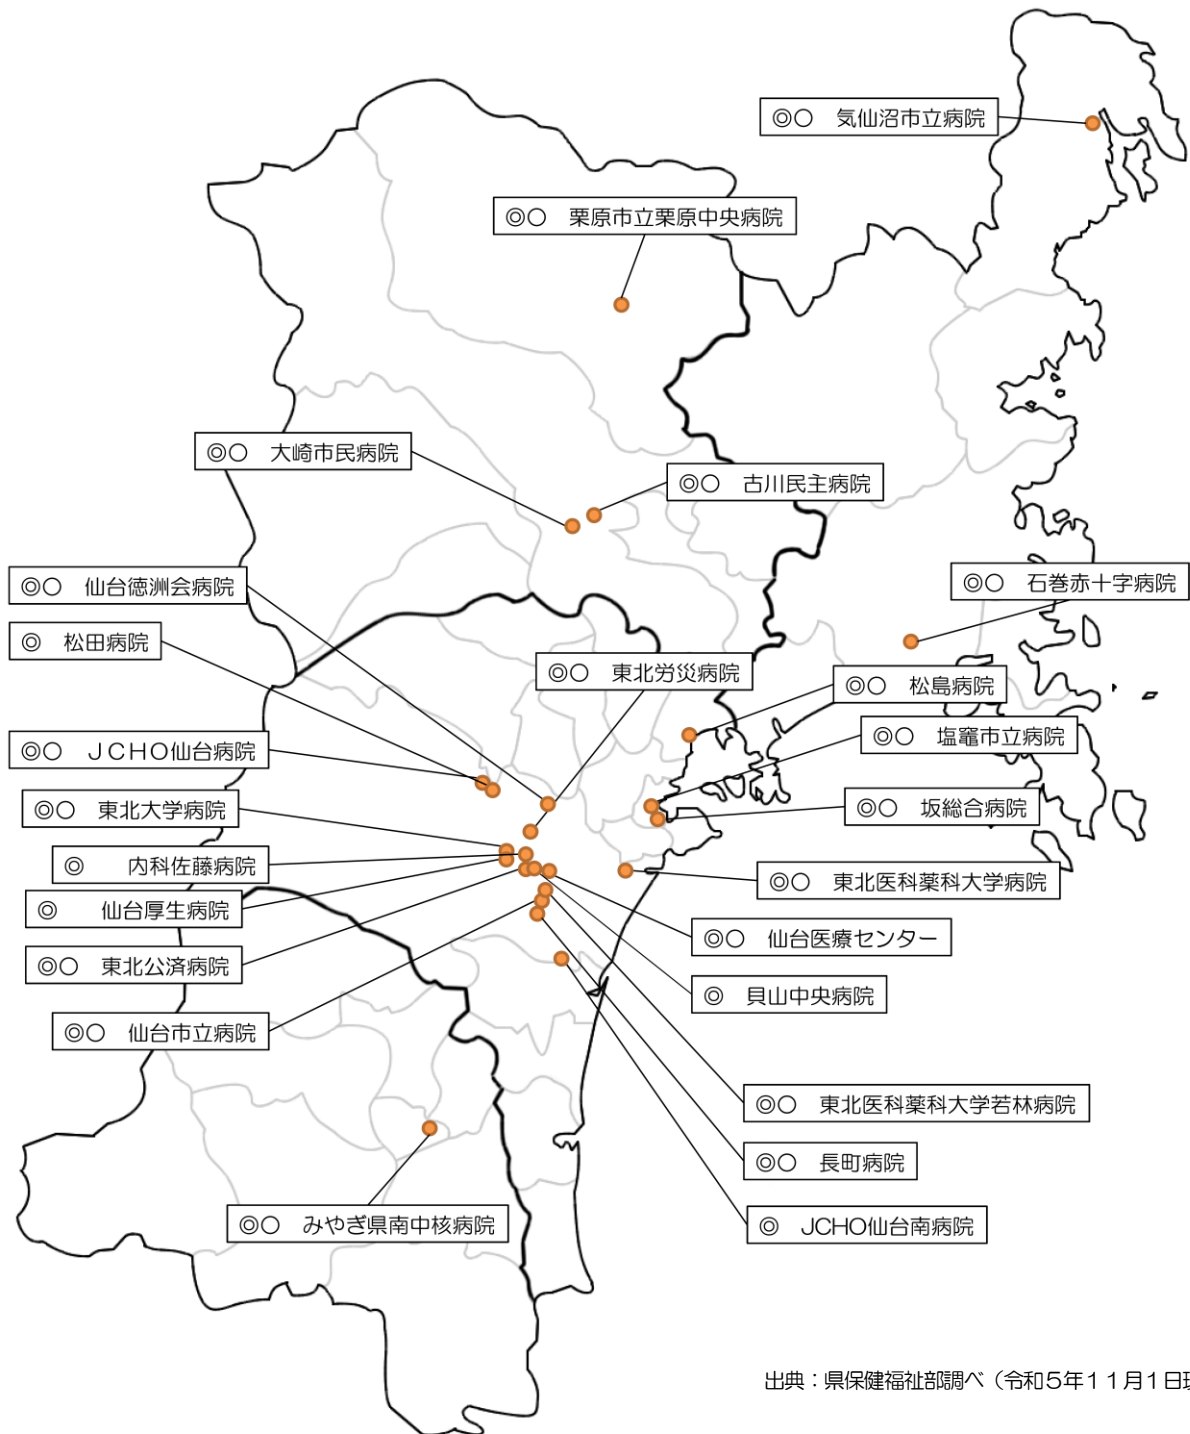 ◎○　気仙沼市立病院
◎○　栗原市立栗原中央病院
◎○　大崎市民病院
◎○　古川民主病院
◎○　仙台徳洲会病院
◎○　石巻赤十字病院
◎　松田病院
◎○　東北労災病院
◎○　松島病院
◎○　塩竈市立病院
◎○　ＪＣＨＯ仙台病院
◎○　東北大学病院
◎○　坂総合病院
◎　内科佐藤病院
◎○　東北医科薬科大学病院
◎　仙台厚生病院
◎○　仙台医療センター
◎○　東北公済病院
◎　貝山中央病院
◎○　仙台市立病院
◎○　東北医科薬科大学若林病院
◎○　長町病院
◎○　みやぎ県南中核病院
◎　JCHO仙台南病院
出典：県保健福祉部調べ（令和５年１１月１日現